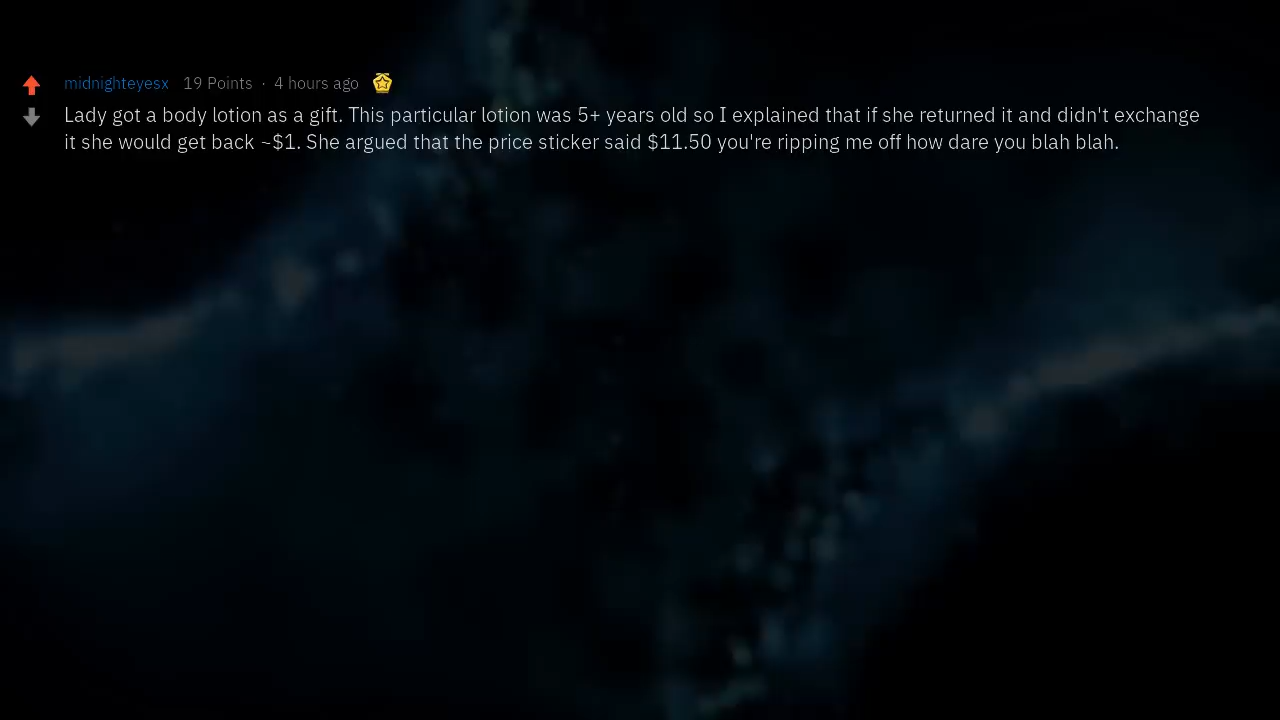 midnighteyesx 19 Points · 4 hours ago
Lady got a body lotion as a gift. This particular lotion was 5+ years old so I explained that if she returned it and didn't exchange
it she would get back ~$1. She argued that the price sticker said $11.50 you're ripping me off how dare you blah blah.